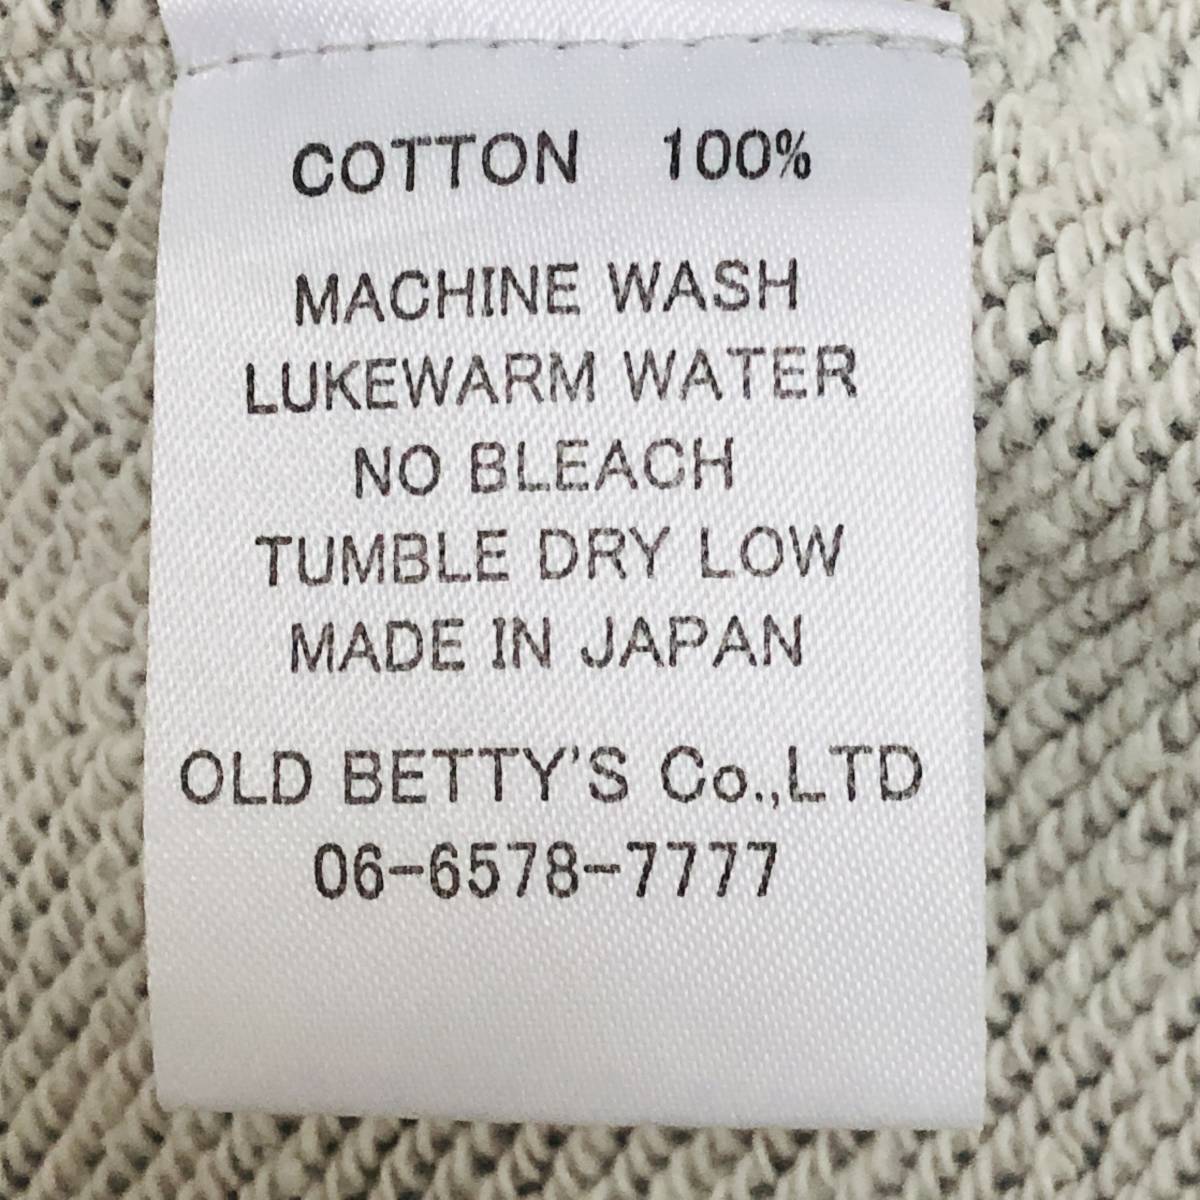 COTTON 100%
MACHINE WASH
LUKEWARM WATER
NO BLEACH
TUMBLE DRY LOW
MADE IN JAPAN
OLD BETTY'S Co.,LTD
06-6578-7777